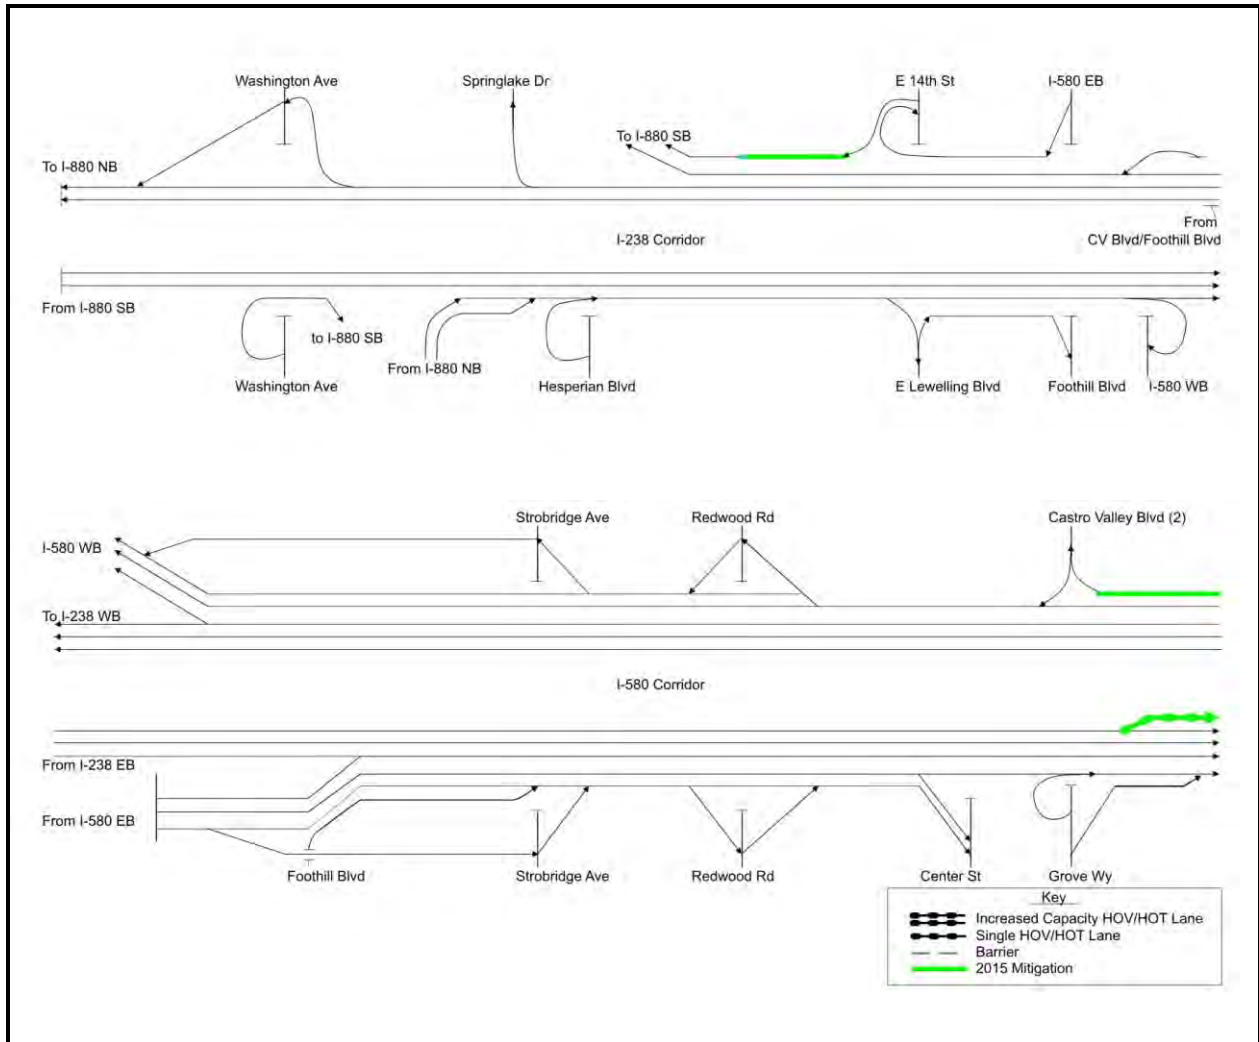 Washington Ave
Springlake Dr
E 14th St
I-580 EB
To I-880 SB
To I-880 NB
From
CV Blvd/Foothill Blvd
I-238 Corridor
From I-880 SB
to I-880 SB
From I-880 NB
Washington Ave
Hesperian Blvd
E Lewelling Blvd
Foothill Blvd
I-580 WB
Strobridge Ave
Redwood Rd
Castro Valley Blvd (2)
I-580 WB
To I-238 WB
I-580 Corridor
From I-238 EB
From I-580 EB
Foothill Blvd
Strobridge Ave
Redwood Rd
Center St
Grove Wy
Key
Increased Capacity HOV/HOT Lane
Single HOV/HOT Lane
Barrier
2015 Mitigation